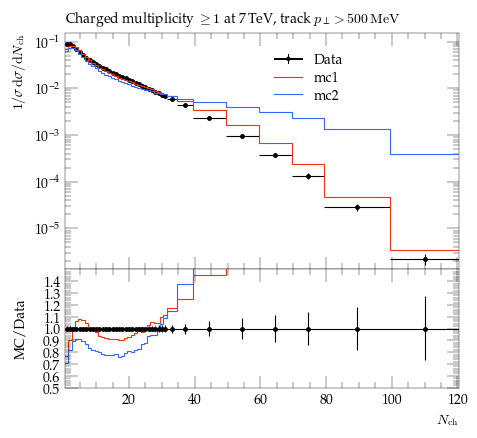 Charged multiplicity ≥ 1 at 7 TeV, track p⊥ > 500 MeV
1/σ dσ/dNch
10⁻¹
10⁻²
10⁻³
10⁻⁴
10⁻⁵
Data
mc1
mc2
MC/Data
1.4
1.3
1.2
1.1
1.0
0.9
0.8
0.7
0.6
0.5
20 40 60 80 100 120
Nch